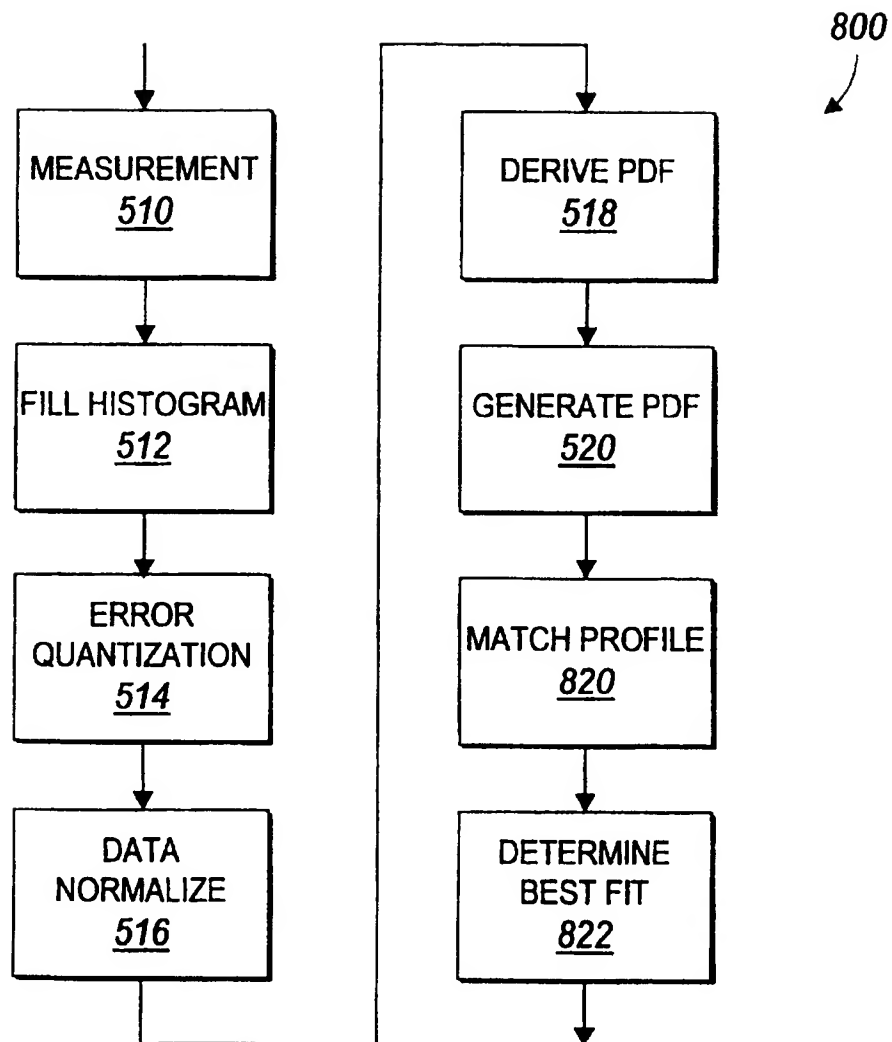 800
MEASUREMENT
510
FILL HISTOGRAM
512
ERROR
QUANTIZATION
514
DATA
NORMALIZE
516
DERIVE PDF
518
GENERATE PDF
520
MATCH PROFILE
820
DETERMINE
BEST FIT
822